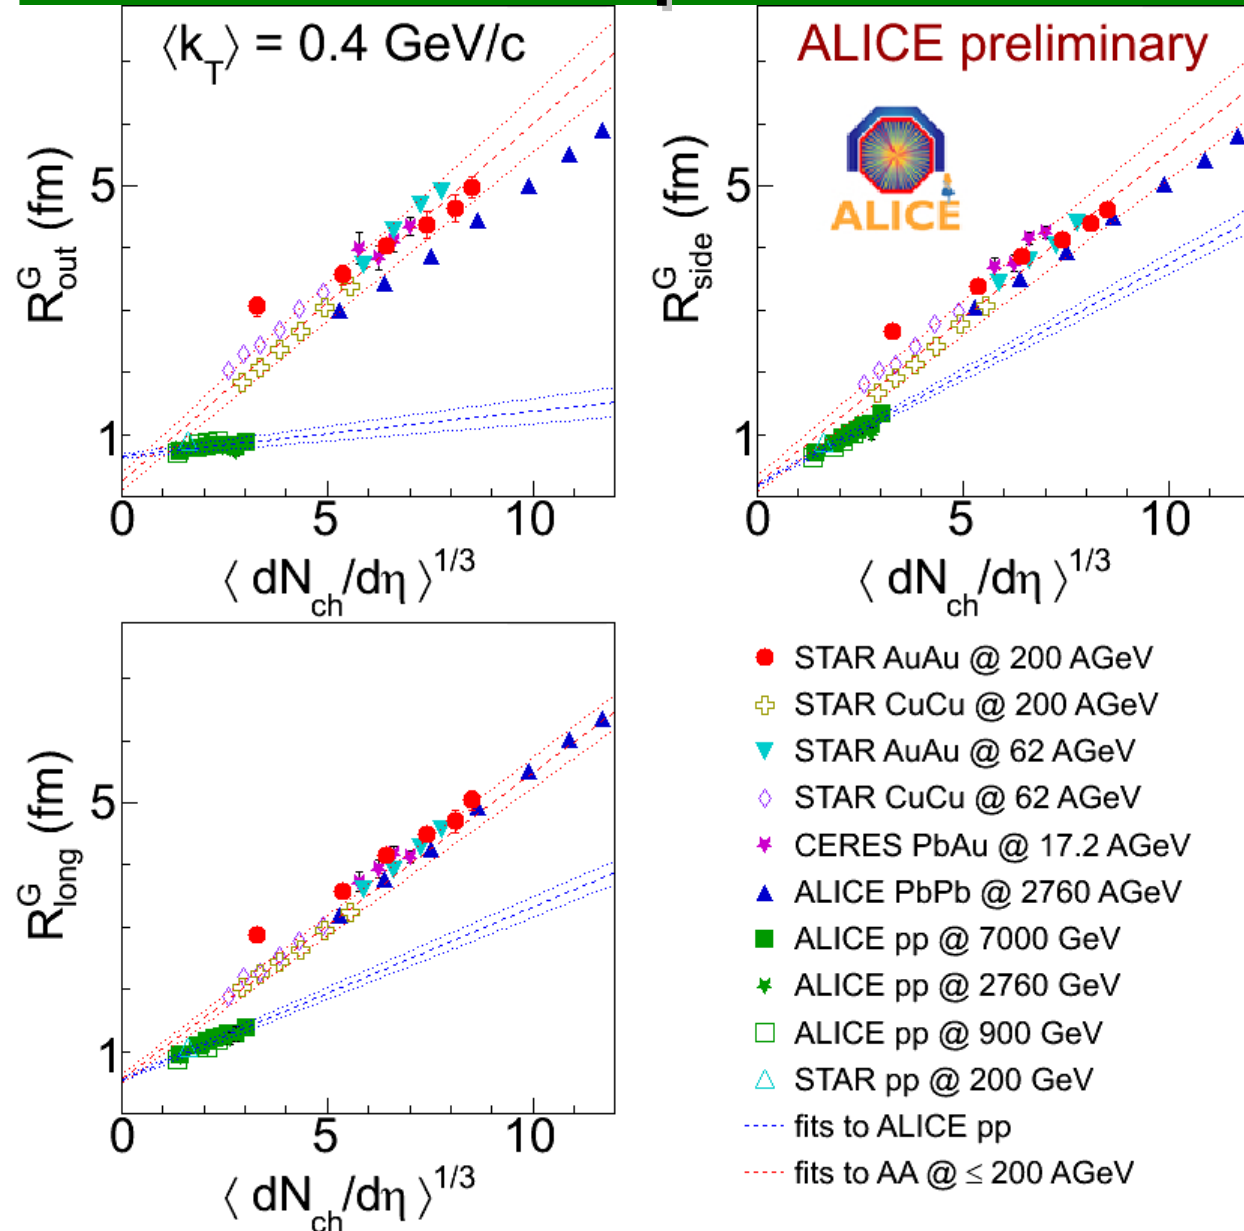 ⟨k_T⟩ = 0.4 GeV/c
R^G_out (fm)
5
1
0 5 10
⟨ dN_ch/dη ⟩^1/3
ALICE preliminary
ALICE
R^G_side (fm)
5
1
0 5 10
⟨ dN_ch/dη ⟩^1/3
R^G_long (fm)
5
1
0 5 10
⟨ dN_ch/dη ⟩^1/3
STAR AuAu @ 200 AGeV
STAR CuCu @ 200 AGeV
STAR AuAu @ 62 AGeV
STAR CuCu @ 62 AGeV
CERES PbAu @ 17.2 AGeV
ALICE PbPb @ 2760 AGeV
ALICE pp @ 7000 GeV
ALICE pp @ 2760 GeV
ALICE pp @ 900 GeV
STAR pp @ 200 GeV
fits to ALICE pp
fits to AA @ ≤ 200 AGeV